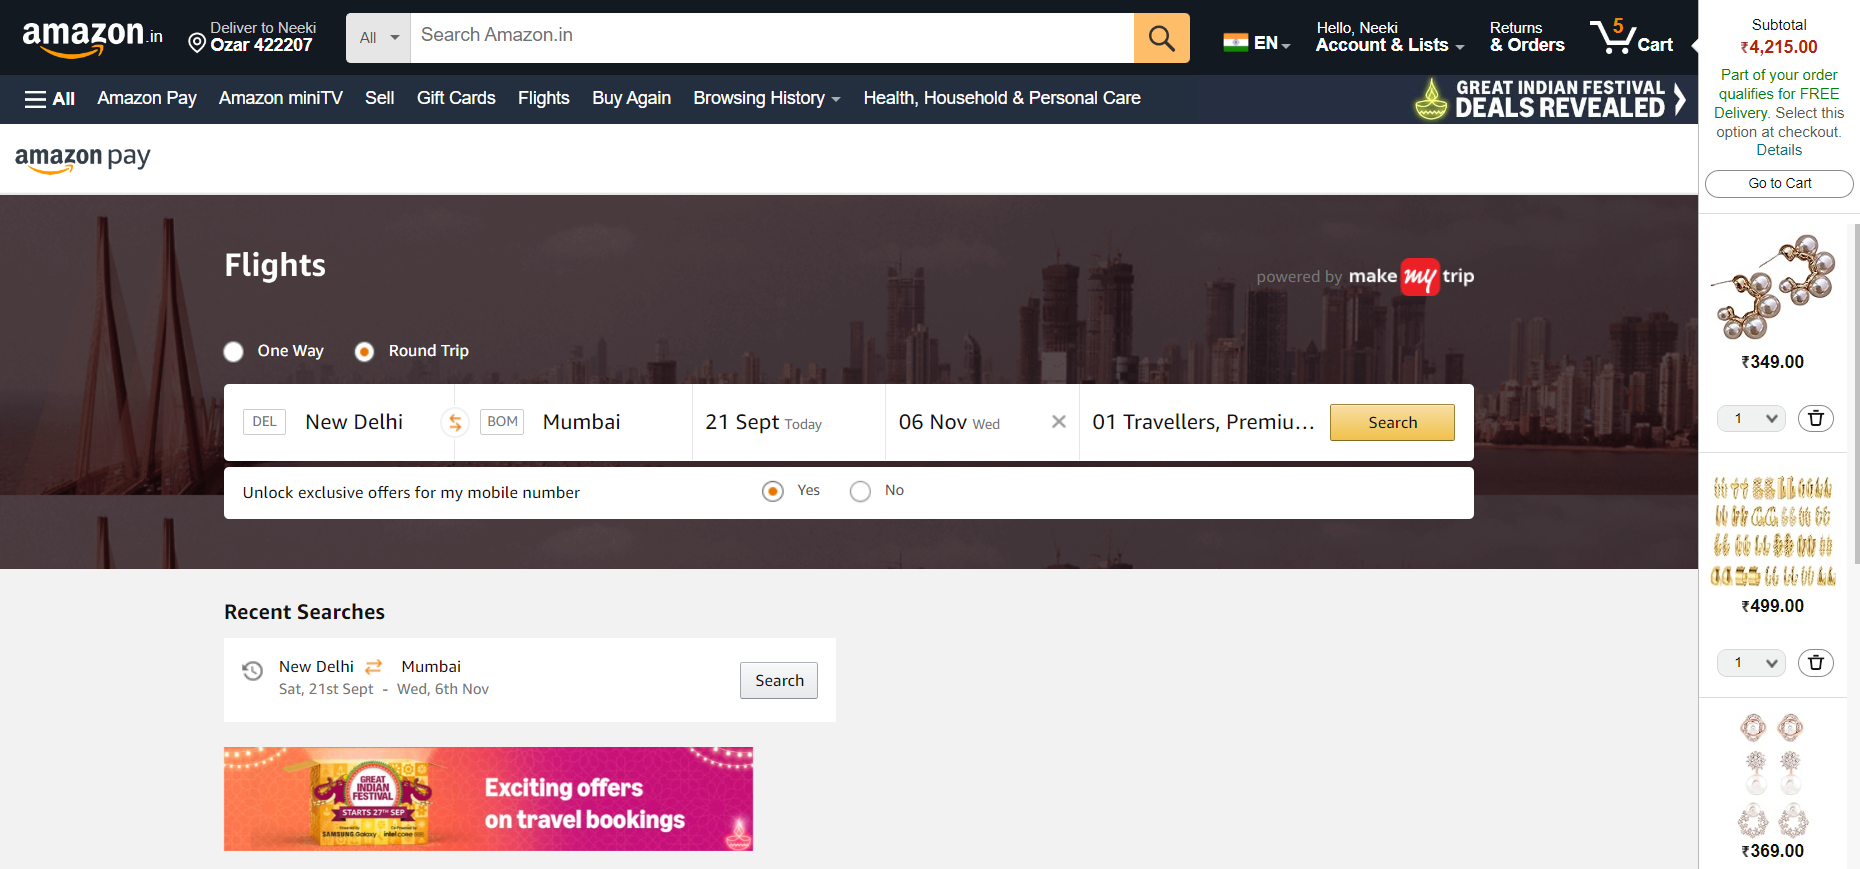 amazon.in
Deliver to Neeki
Ozar 422207
All
Search Amazon.in
EN
Hello, Neeki
Account & Lists
Returns
& Orders
5
Cart
All
Amazon Pay
Amazon miniTV
Sell
Gift Cards
Flights
Buy Again
Browsing History
Health, Household & Personal Care
GREAT INDIAN FESTIVAL
DEALS REVEALED
Subtotal
₹4,215.00
Part of your order
qualifies for FREE
Delivery. Select this
option at checkout.
Details
Go to Cart
amazon pay
Flights
powered by make my trip
One Way
Round Trip
DEL
New Delhi
BOM
Mumbai
21 Sept Today
06 Nov Wed
01 Travellers, Premiu...
Search
Unlock exclusive offers for my mobile number
Yes
No
₹349.00
1
₹499.00
1
₹369.00
Recent Searches
New Delhi
Mumbai
Sat, 21st Sept - Wed, 6th Nov
Search
GREAT
INDIAN
FESTIVAL
STARTS 27TH SEP
SAMSUNG Galaxy
intel core
Exciting offers
on travel bookings